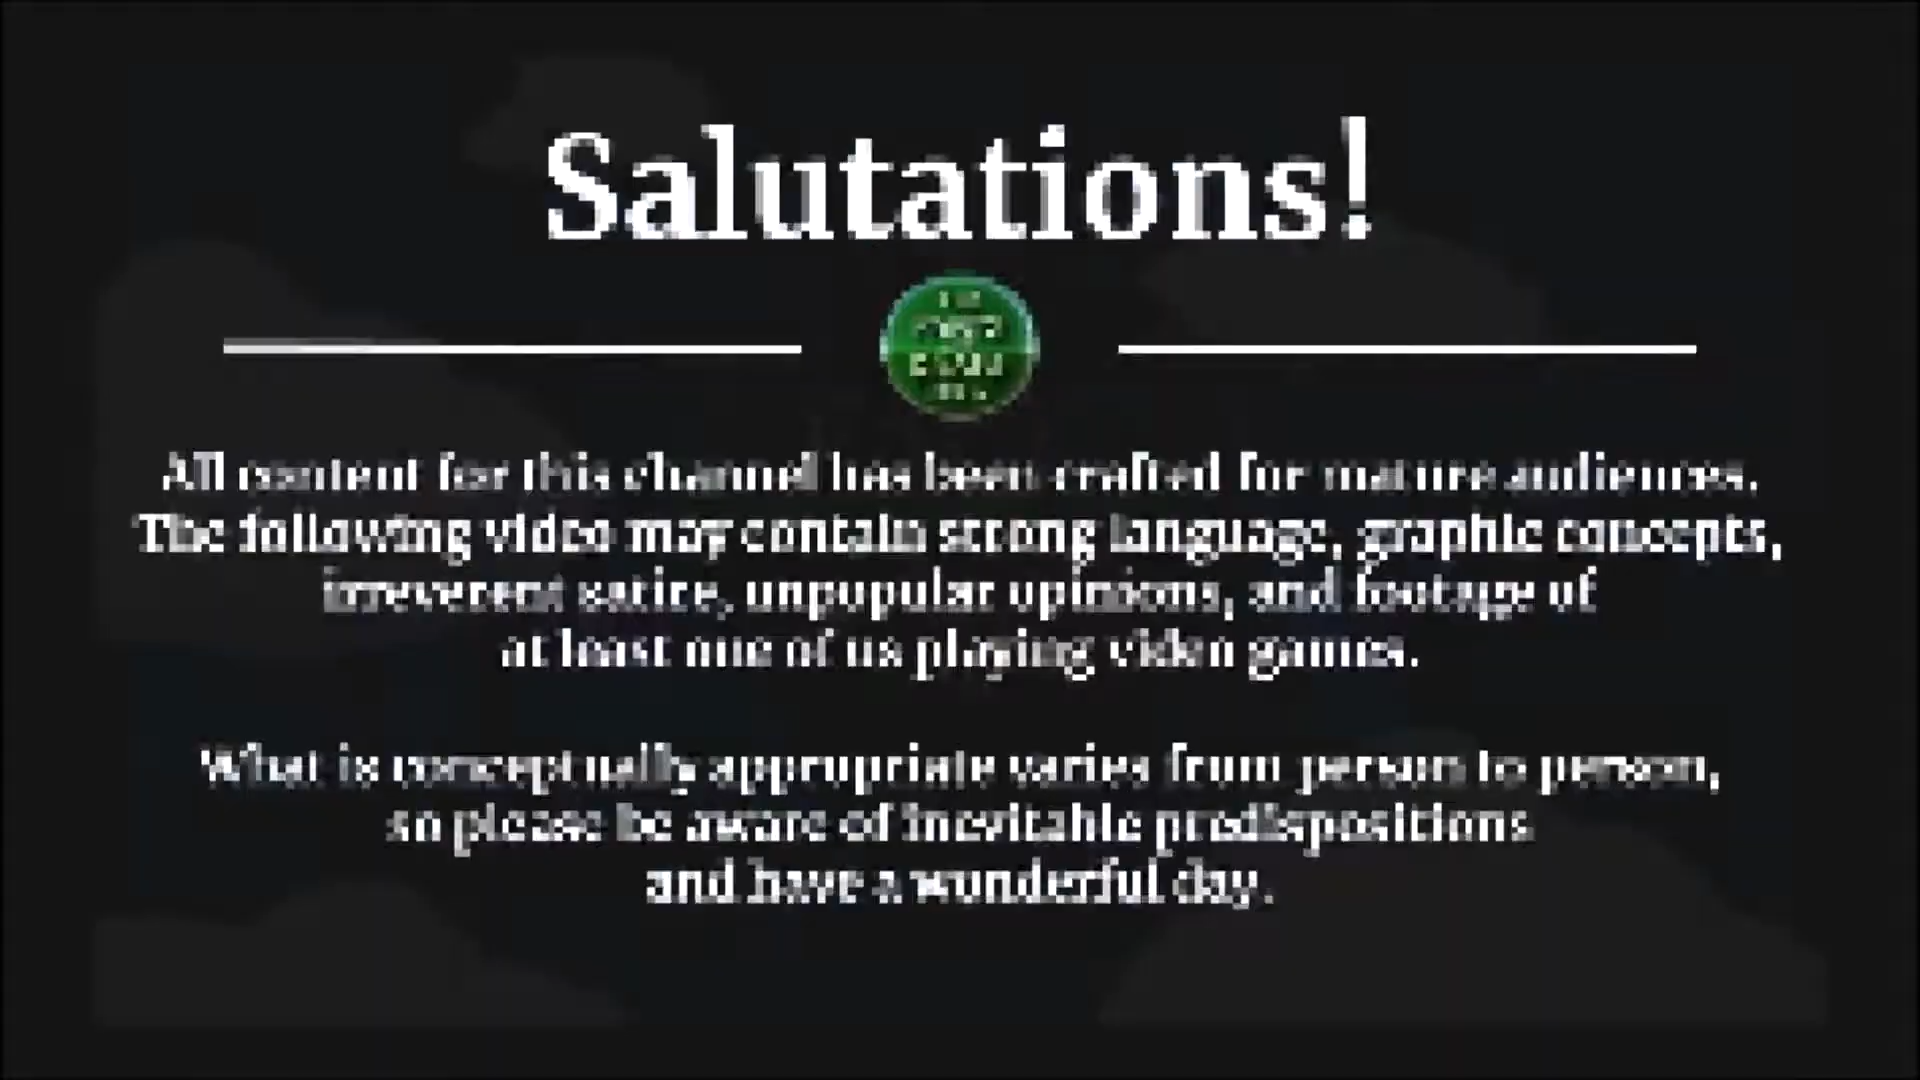 Salutations!
All content for this channel has been crafted for mature audiences.
The following video may contain strong language, graphic concepts,
irreverent satire, unpopular opinions, and footage of
at least one of us playing video games.
What is conceptually appropriate varies from person to person,
so please be aware of inevitable predispositions
and have a wonderful day.